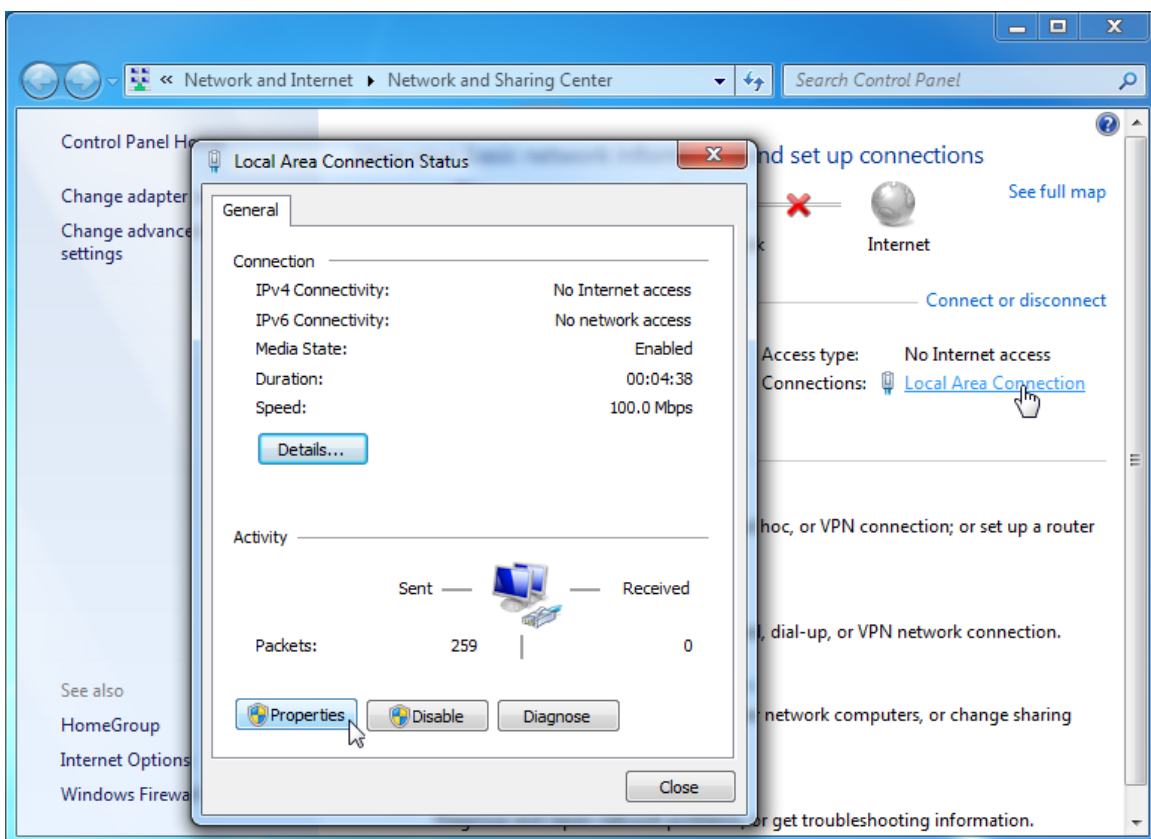 « Network and Internet ▸ Network and Sharing Center
Search Control Panel
Control Panel
Change adapter
Change advance
settings
See also
HomeGroup
Internet Options
Windows Firewa
Local Area Connection Status
General
Connection
IPv4 Connectivity: No Internet access
IPv6 Connectivity: No network access
Media State: Enabled
Duration: 00:04:38
Speed: 100.0 Mbps
Details...
Activity
Sent Received
Packets: 259 0
Properties Disable Diagnose
Close
nd set up connections
See full map
Internet
Connect or disconnect
Access type: No Internet access
Connections: Local Area Connection
hoc, or VPN connection; or set up a router
, dial-up, or VPN network connection.
network computers, or change sharing
or get troubleshooting information.